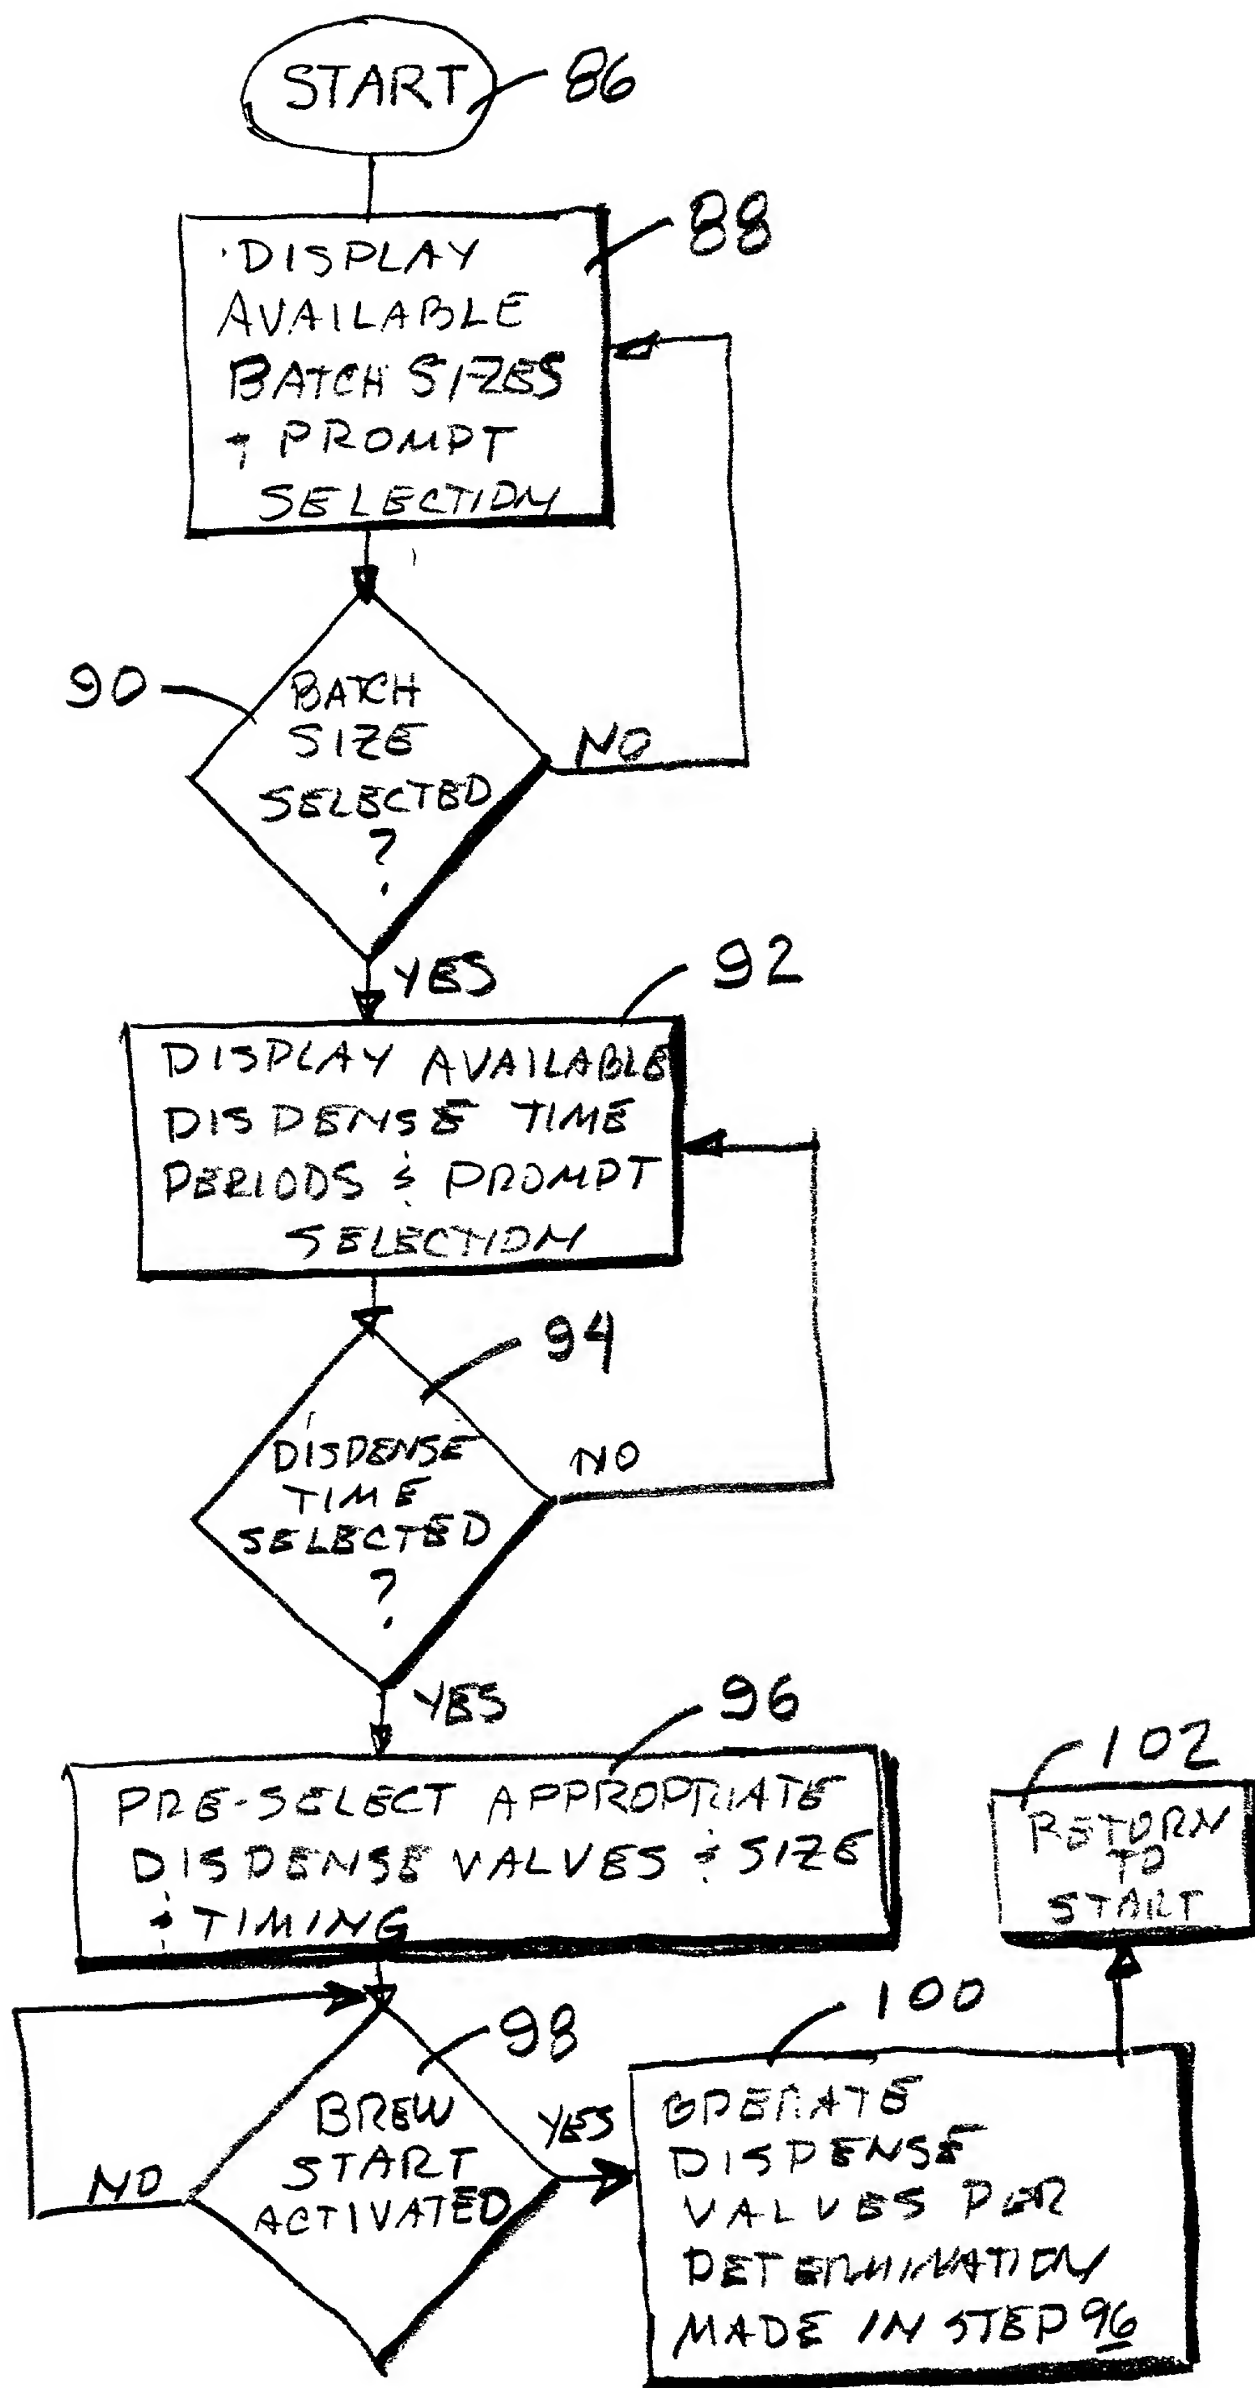 START
86
88
DISPLAY
AVAILABLE
BATCH SIZES
+ PROMPT
SELECTION
90
BATCH
SIZE
SELECTED
?
NO
YES
92
DISPLAY AVAILABLE
DISPENSE TIME
PERIODS & PROMPT
SELECTION
94
DISPENSE
TIME
SELECTED
?
NO
YES
96
PRE-SELECT APPROPRIATE
DISPENSE VALVES & SIZE
& TIMING
98
BREW
START
ACTIVATED
NO
YES
100
OPERATE
DISPENSE
VALVES PER
DETERMINATION
MADE IN STEP 96
102
RETURN
TO
START